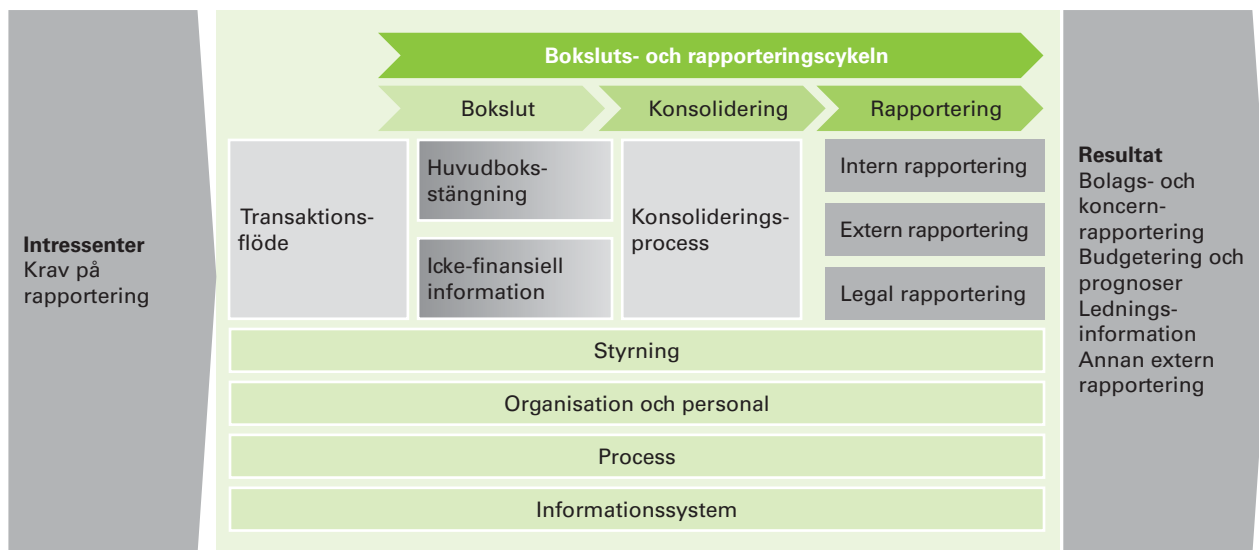 Intressenter
Krav på
rapportering
Boksluts- och rapporteringscykeln
Bokslut
Konsolidering
Rapportering
Transaktions-
flöde
Huvudboks-
stängning
Icke-finansiell
information
Konsoliderings-
process
Intern rapportering
Extern rapportering
Legal rapportering
Styrning
Organisation och personal
Process
Informationssystem
Resultat
Bolags- och
koncern-
rapportering
Budgetering och
prognoser
Lednings-
information
Annan extern
rapportering